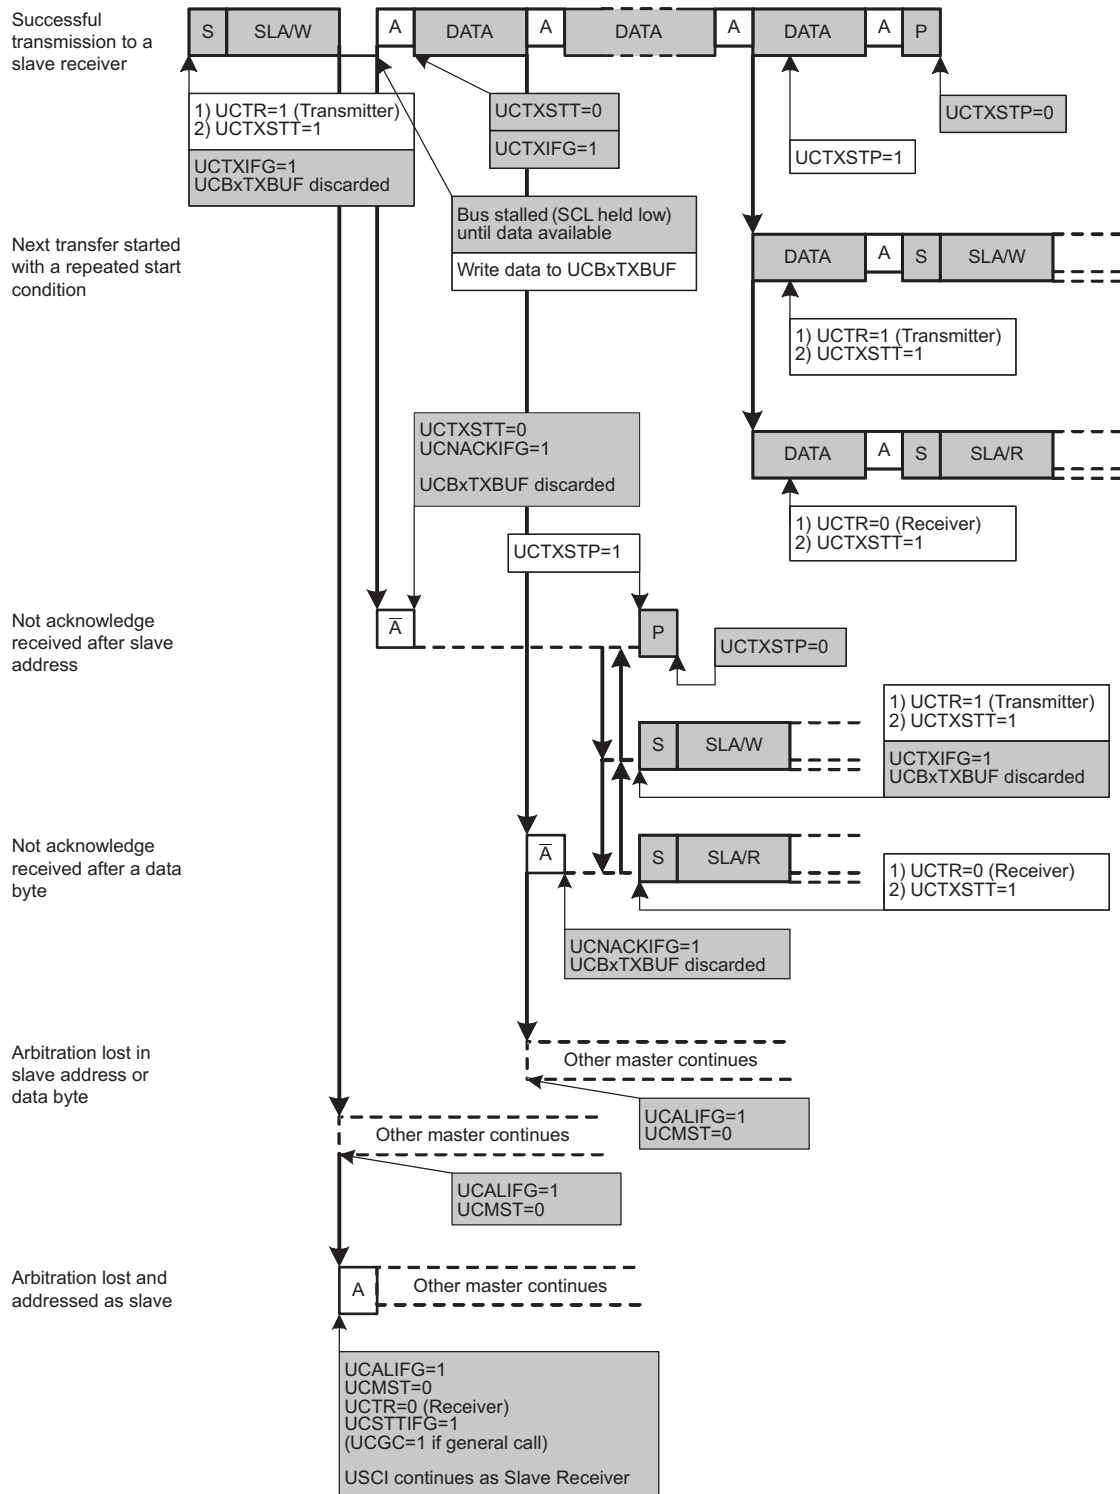 Successful
transmission to a
slave receiver
S SLA/W A DATA A DATA A DATA A P
1) UCTR=1 (Transmitter)
2) UCTXSTT=1
UCTXIFG=1
UCBxTXBUF discarded
UCTXSTT=0
UCTXIFG=1
UCTXSTP=1
UCTXSTP=0
Bus stalled (SCL held low)
until data available
Write data to UCBxTXBUF
Next transfer started
with a repeated start
condition
DATA A S SLA/W
1) UCTR=1 (Transmitter)
2) UCTXSTT=1
DATA A S SLA/R
1) UCTR=0 (Receiver)
2) UCTXSTT=1
UCTXSTT=0
UCNACKIFG=1
UCBxTXBUF discarded
UCTXSTP=1
Not acknowledge
received after slave
address
A̅ P
UCTXSTP=0
S SLA/W
1) UCTR=1 (Transmitter)
2) UCTXSTT=1
UCTXIFG=1
UCBxTXBUF discarded
Not acknowledge
received after a data
byte
A̅ S SLA/R
1) UCTR=0 (Receiver)
2) UCTXSTT=1
UCNACKIFG=1
UCBxTXBUF discarded
Arbitration lost in
slave address or
data byte
Other master continues
UCALIFG=1
UCMST=0
Other master continues
UCALIFG=1
UCMST=0
Arbitration lost and
addressed as slave
A Other master continues
UCALIFG=1
UCMST=0
UCTR=0 (Receiver)
UCSTTIFG=1
(UCGC=1 if general call)
USCI continues as Slave Receiver